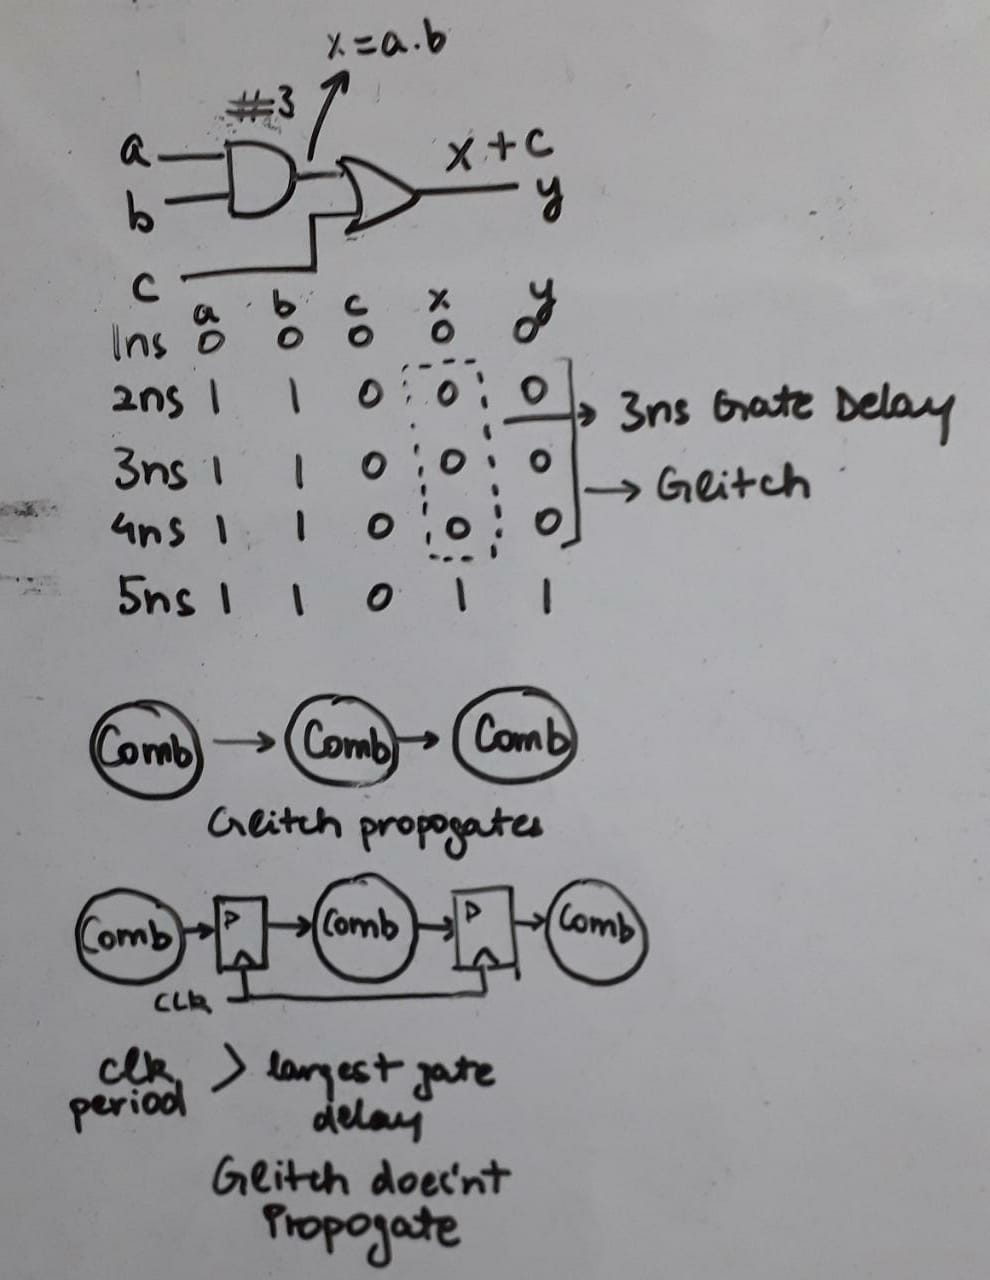 x=a.b
#3
a
x+c
b
y
c
a b c x y
1ns 0 0 0 0 0
2ns 1 1 0 0 0 → 3ns Gate Delay
3ns 1 1 0 0 0 → Glitch
4ns 1 1 0 0 0
5ns 1 1 0 1 1
Comb → Comb → Comb
Glitch propogates
Comb → D → Comb → D → Comb
CLK
clk > largest gate
period delay
Glitch does'nt
Propogate